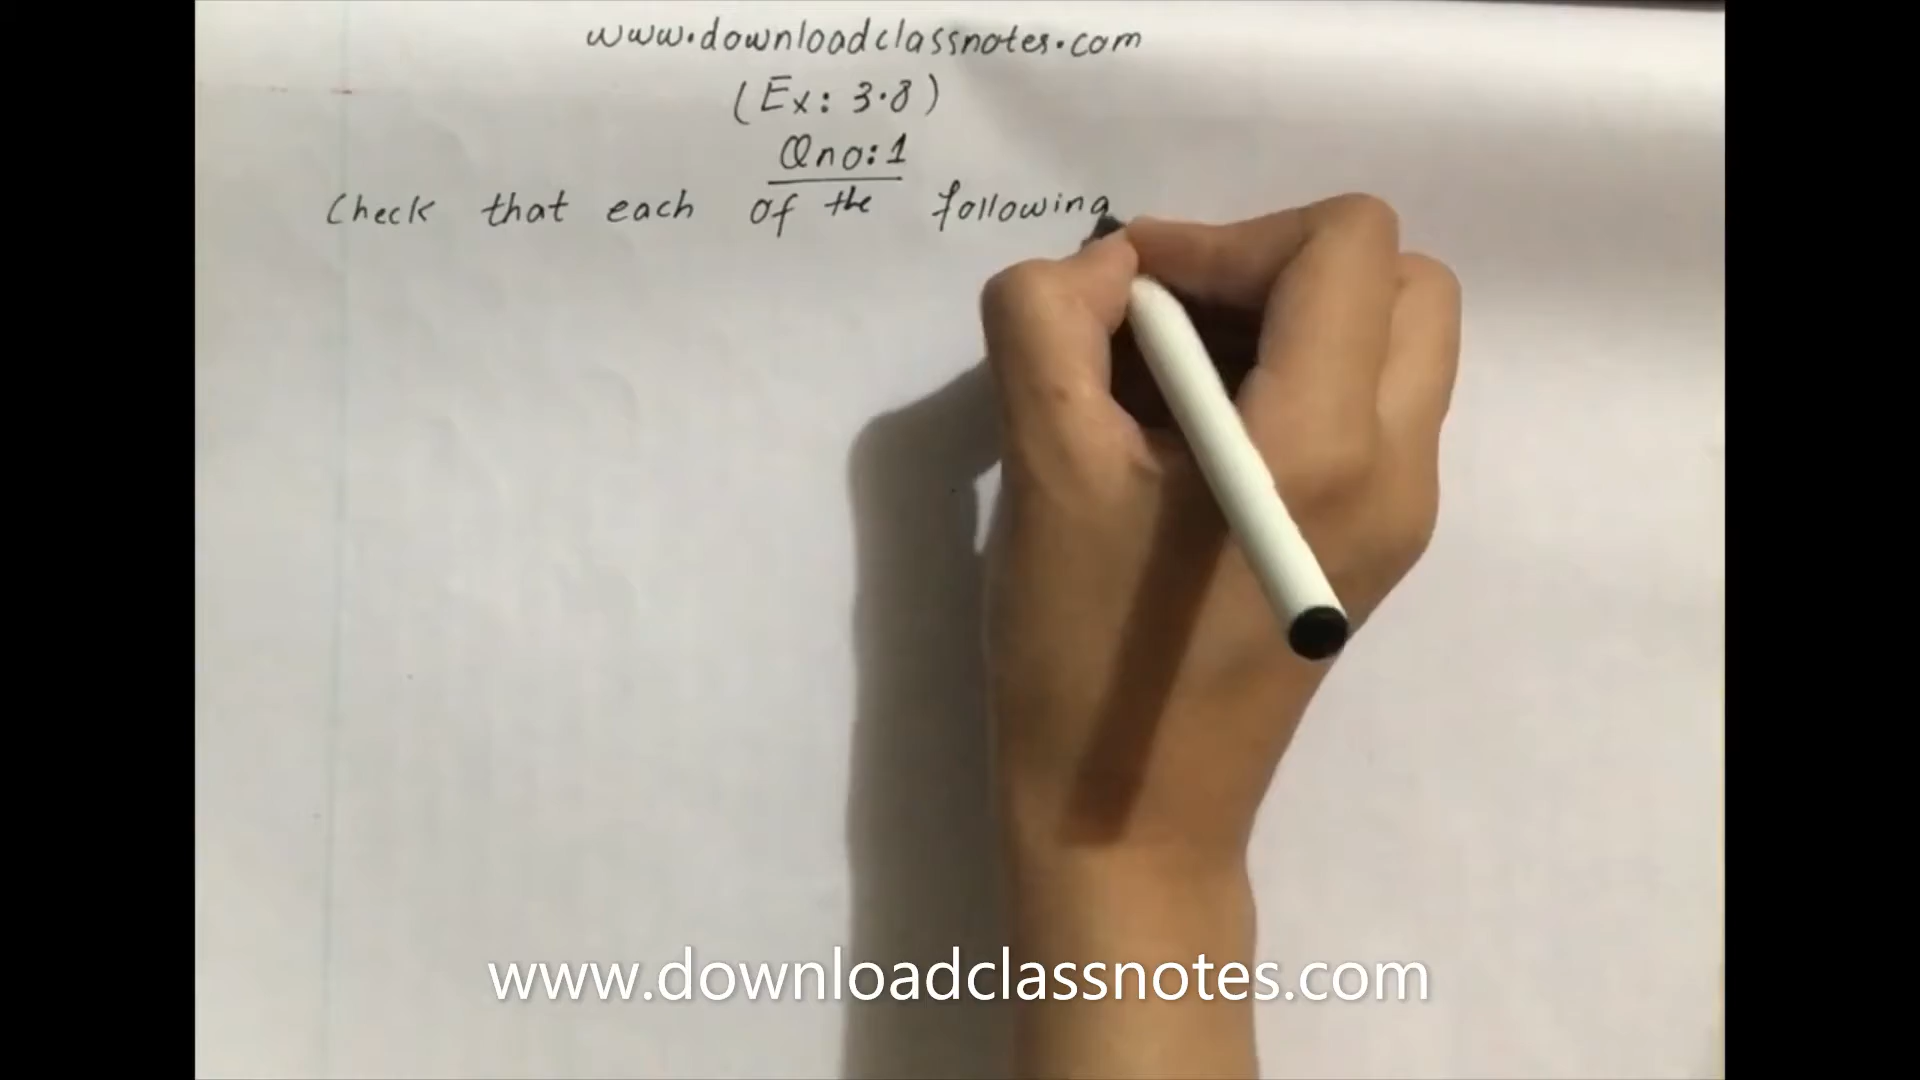 www.downloadclassnotes.com
(Ex: 3.8)
Qno:1
Check that each of the following
www.downloadclassnotes.com